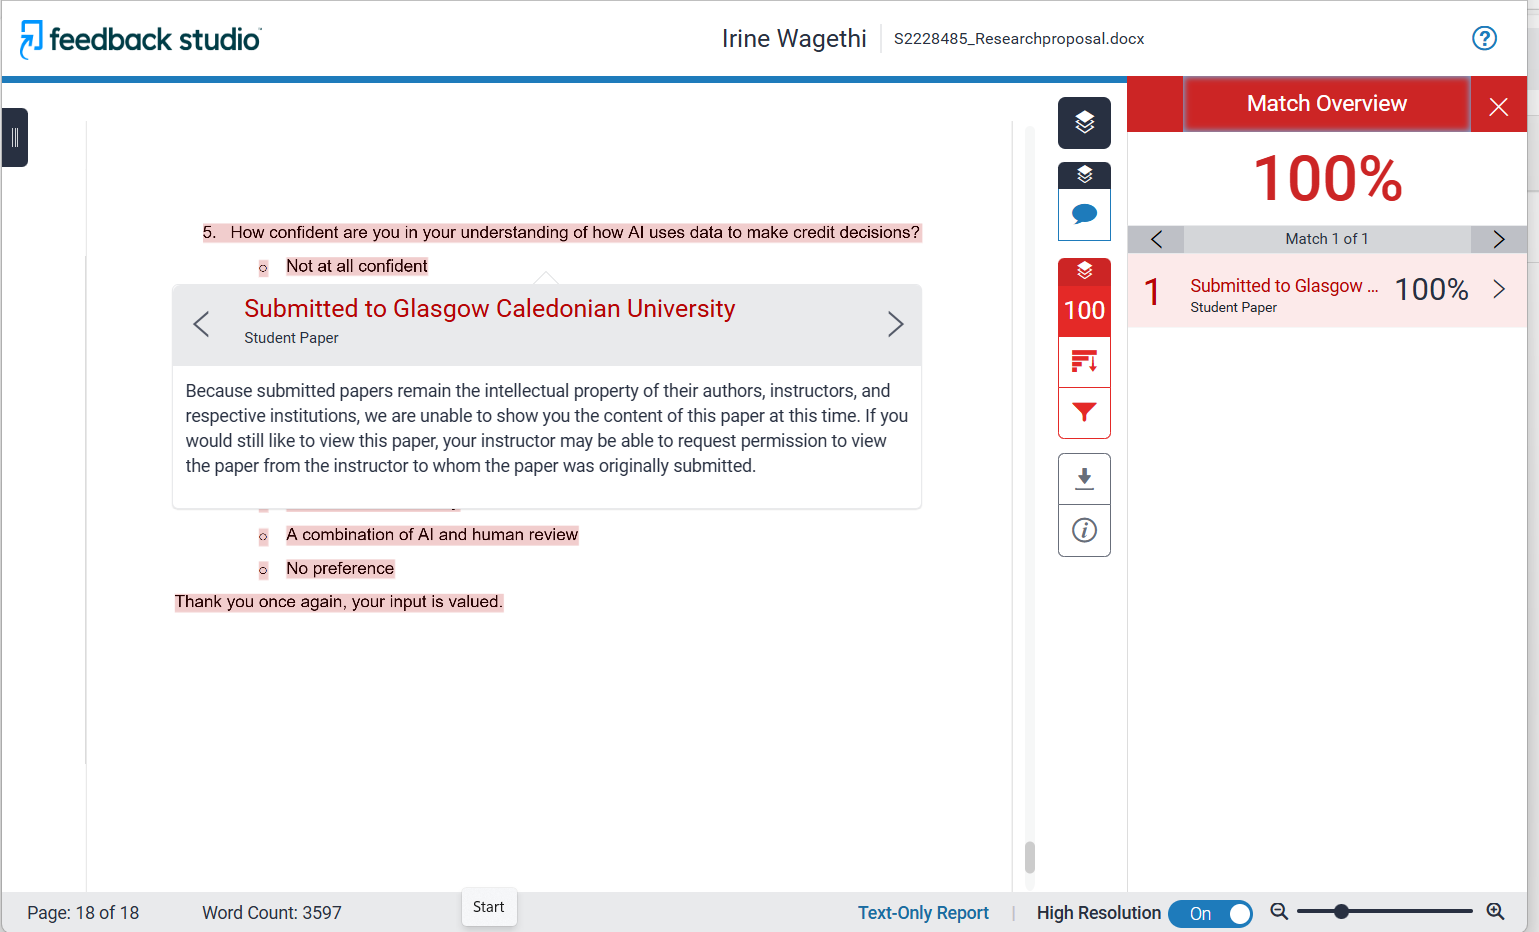 feedback studio
Irine Wagethi
S2228485_Researchproposal.docx
?
5. How confident are you in your understanding of how AI uses data to make credit decisions?
o Not at all confident
Submitted to Glasgow Caledonian University
Student Paper
Because submitted papers remain the intellectual property of their authors, instructors, and
respective institutions, we are unable to show you the content of this paper at this time. If you
would still like to view this paper, your instructor may be able to request permission to view
the paper from the instructor to whom the paper was originally submitted.
o A combination of AI and human review
o No preference
Thank you once again, your input is valued.
100
i
Match Overview
100%
Match 1 of 1
1 Submitted to Glasgow ... 100%
Student Paper
Page: 18 of 18
Word Count: 3597
Start
Text-Only Report
High Resolution
On